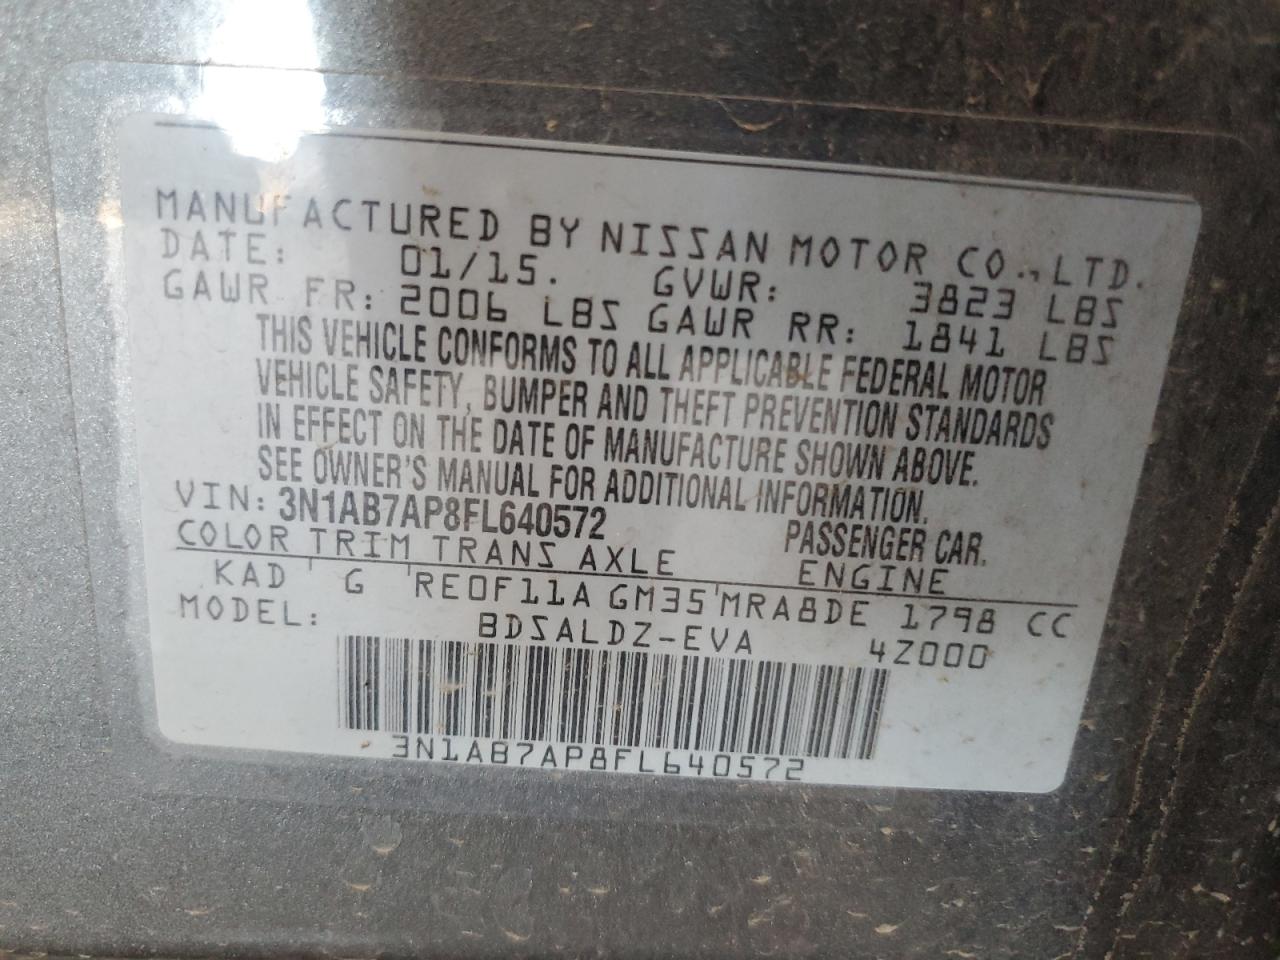 MANUFACTURED BY NISSAN MOTOR CO., LTD.
DATE: 01/15. GVWR: 3823 LBS
GAWR FR: 2006 LBS GAWR RR: 1841 LBS
THIS VEHICLE CONFORMS TO ALL APPLICABLE FEDERAL MOTOR
VEHICLE SAFETY, BUMPER AND THEFT PREVENTION STANDARDS
IN EFFECT ON THE DATE OF MANUFACTURE SHOWN ABOVE.
SEE OWNER'S MANUAL FOR ADDITIONAL INFORMATION.
VIN: 3N1AB7AP8FL640572 PASSENGER CAR.
COLOR TRIM TRANS AXLE ENGINE
KAD G RE0F11A GM35 MRA8DE 1798 CC
MODEL: BDSALDZ-EVA 4Z000
3N1AB7AP8FL640572